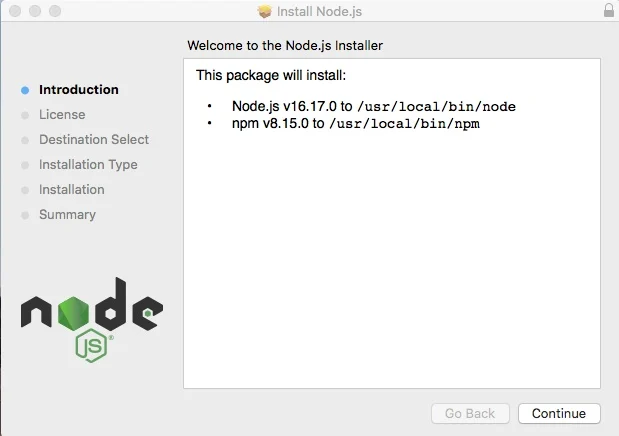 Install Node.js
Welcome to the Node.js Installer
Introduction
License
Destination Select
Installation Type
Installation
Summary
This package will install:
• Node.js v16.17.0 to /usr/local/bin/node
• npm v8.15.0 to /usr/local/bin/npm
node
JS®
Go Back
Continue